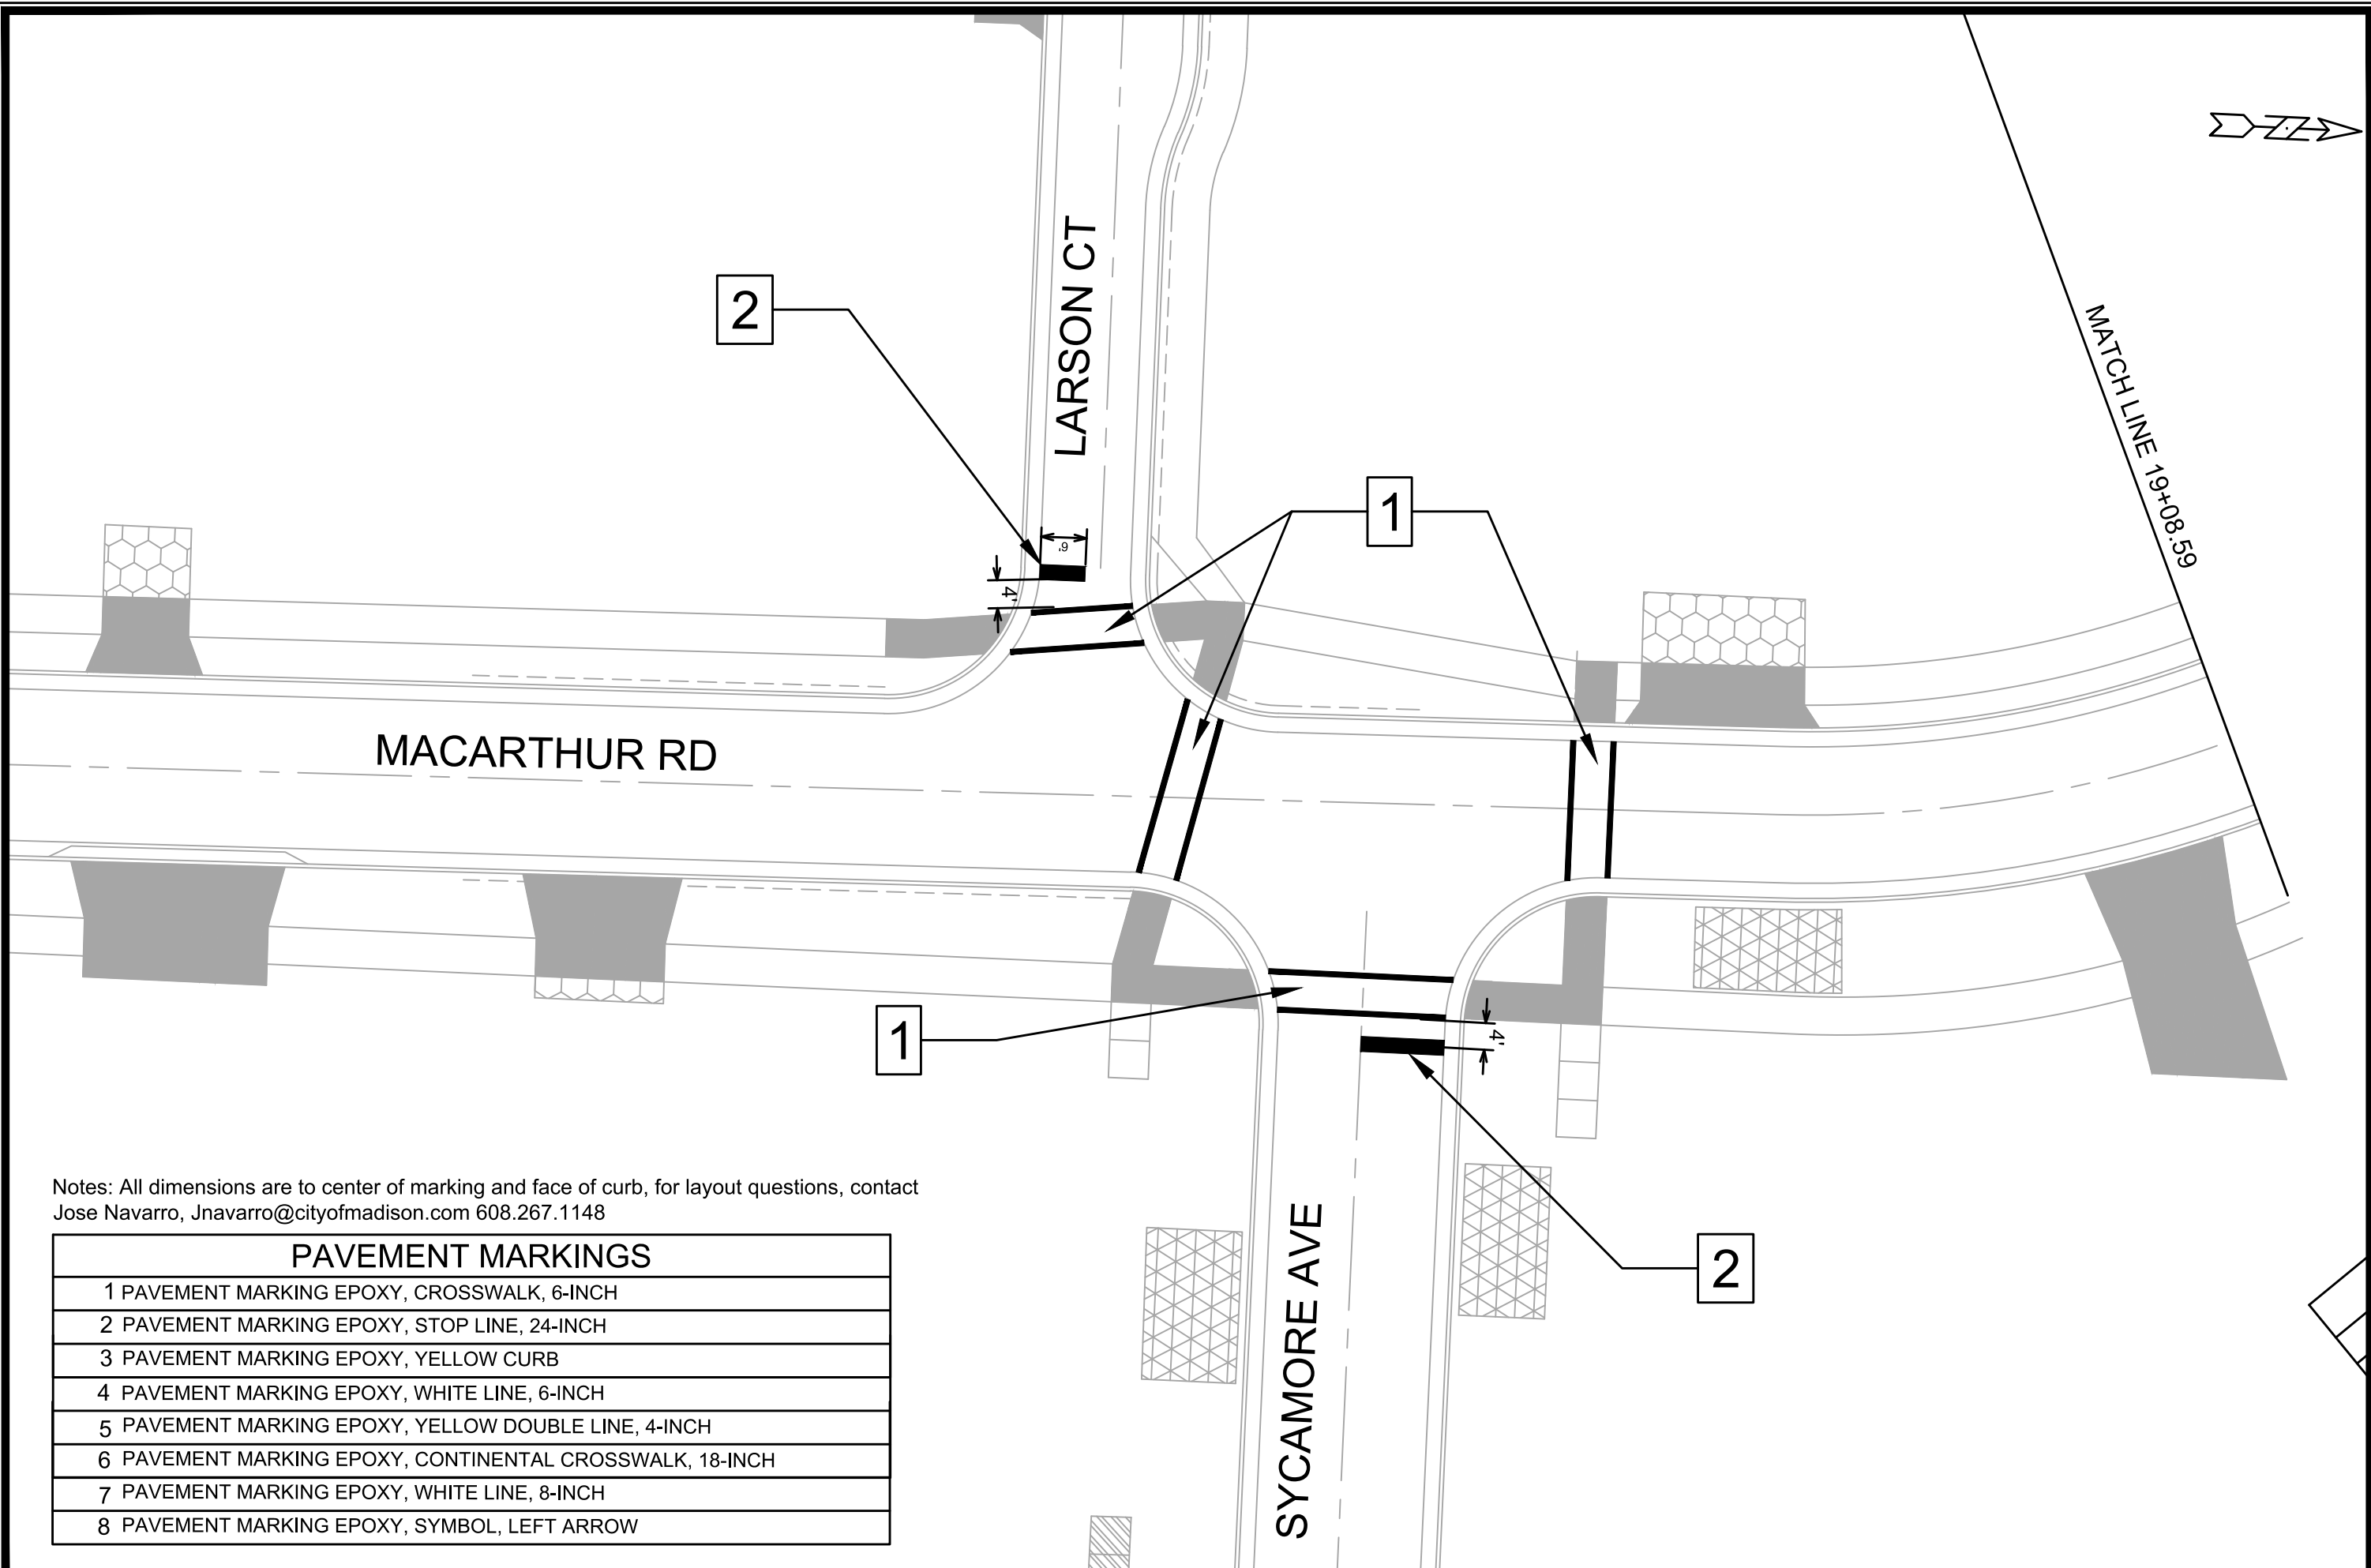 LARSON CT
2
1
MATCH LINE 19+08.59
6'
4'
MACARTHUR RD
1
4'
2
SYCAMORE AVE
Notes: All dimensions are to center of marking and face of curb, for layout questions, contact
Jose Navarro, Jnavarro@cityofmadison.com 608.267.1148
PAVEMENT MARKINGS
1 PAVEMENT MARKING EPOXY, CROSSWALK, 6-INCH
2 PAVEMENT MARKING EPOXY, STOP LINE, 24-INCH
3 PAVEMENT MARKING EPOXY, YELLOW CURB
4 PAVEMENT MARKING EPOXY, WHITE LINE, 6-INCH
5 PAVEMENT MARKING EPOXY, YELLOW DOUBLE LINE, 4-INCH
6 PAVEMENT MARKING EPOXY, CONTINENTAL CROSSWALK, 18-INCH
7 PAVEMENT MARKING EPOXY, WHITE LINE, 8-INCH
8 PAVEMENT MARKING EPOXY, SYMBOL, LEFT ARROW